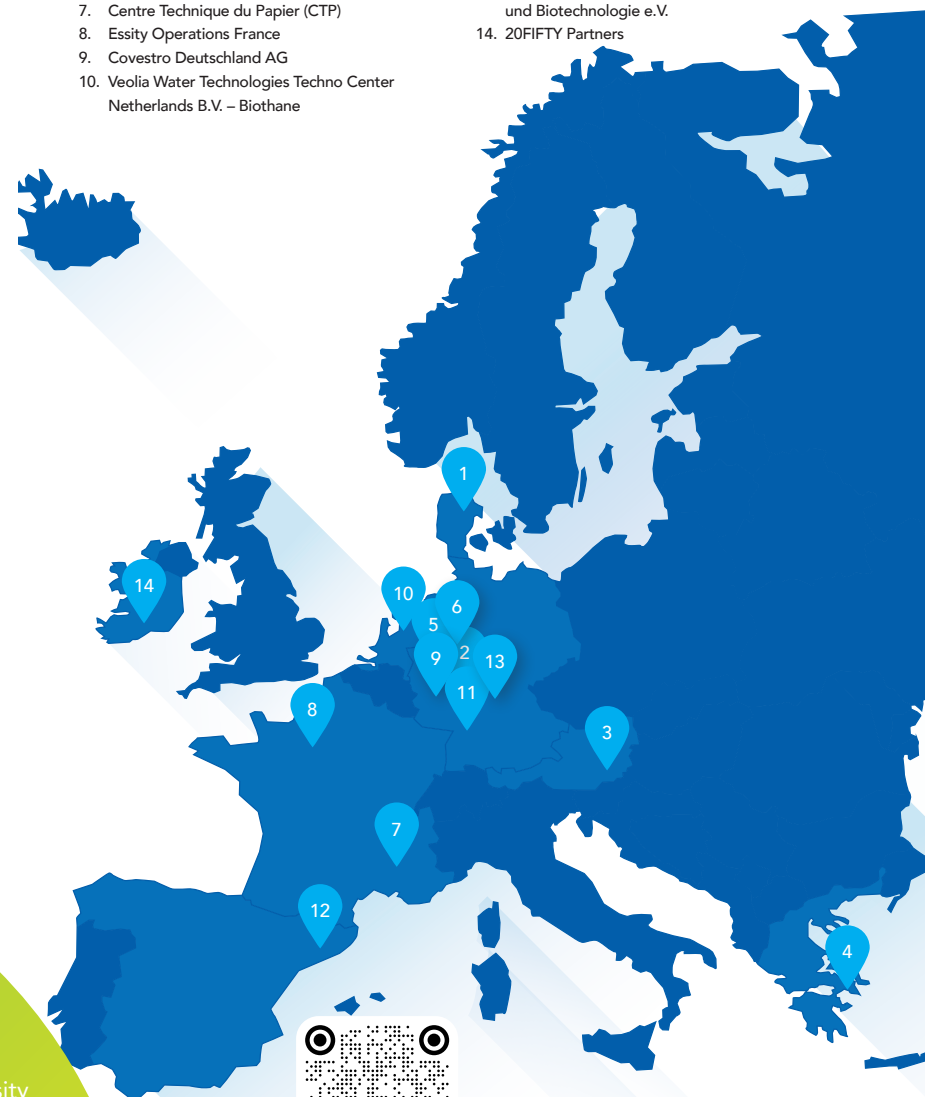 7. Centre Technique du Papier (CTP)
8. Essity Operations France
9. Covestro Deutschland AG
10. Veolia Water Technologies Techno Center
Netherlands B.V. – Biothane
und Biotechnologie e.V.
14. 20FIFTY Partners
1
14
10
6
5
9
2
13
11
8
3
7
12
4